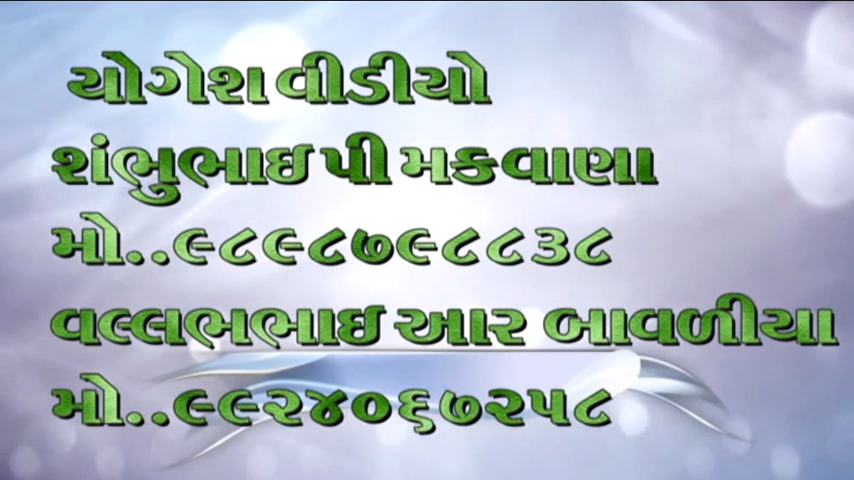 યોગેશ વીડીયો
શંભુભાઇ પી મકવાણા
મો..૯૮૯૮૭૯૮૮૩૮
વલ્લભભાઇ આર બાવળીયા
મો..૯૯૨૪૦૬૭૨૫૮